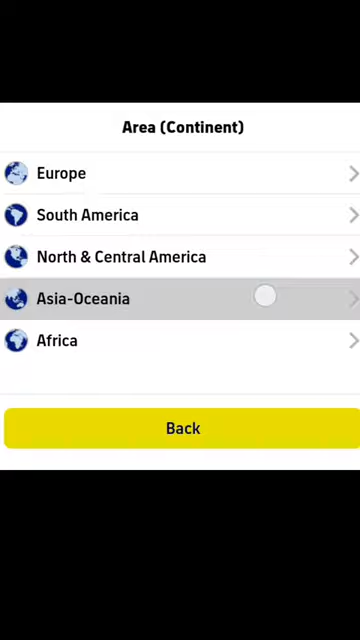 Area (Continent)
Europe
South America
North & Central America
Asia-Oceania
Africa
Back